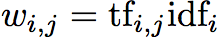 w_{i,j} = tf_{i,j} idf_i